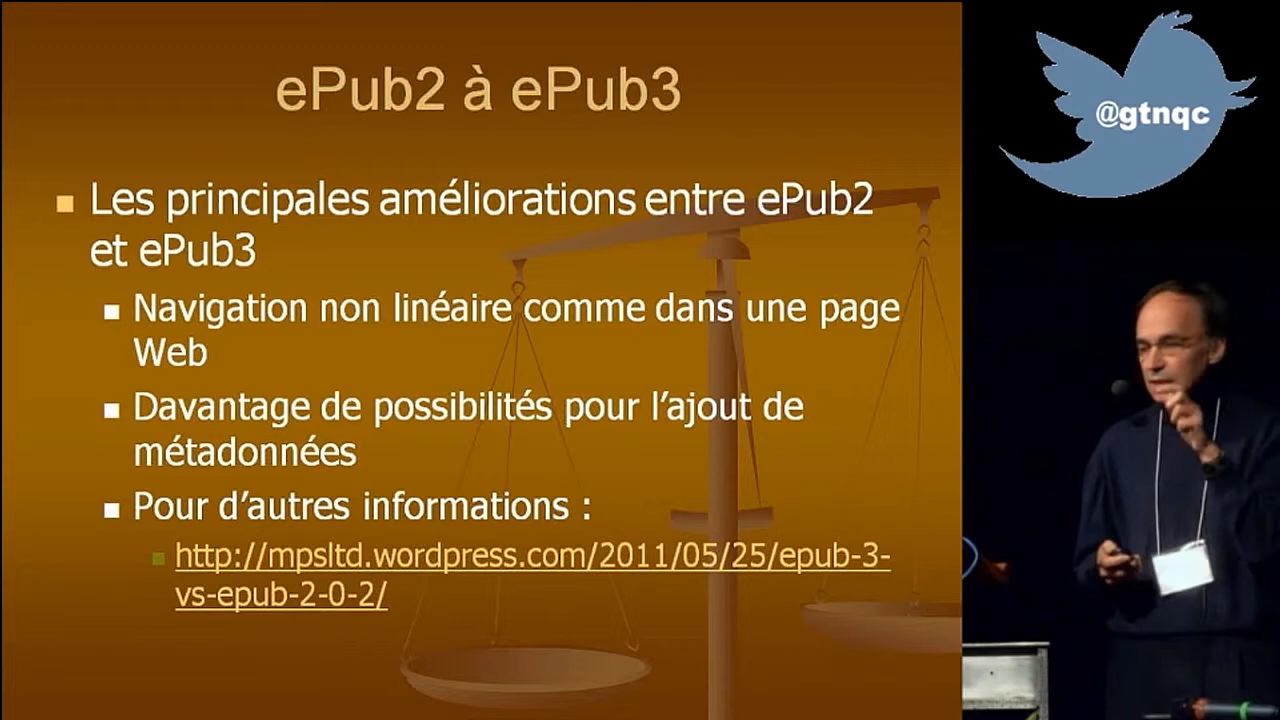 ePub2 à ePub3
Les principales améliorations entre ePub2
et ePub3
Navigation non linéaire comme dans une page
Web
Davantage de possibilités pour l’ajout de
métadonnées
Pour d’autres informations :
http://mpsltd.wordpress.com/2011/05/25/epub-3-
vs-epub-2-0-2/
@gtnqc